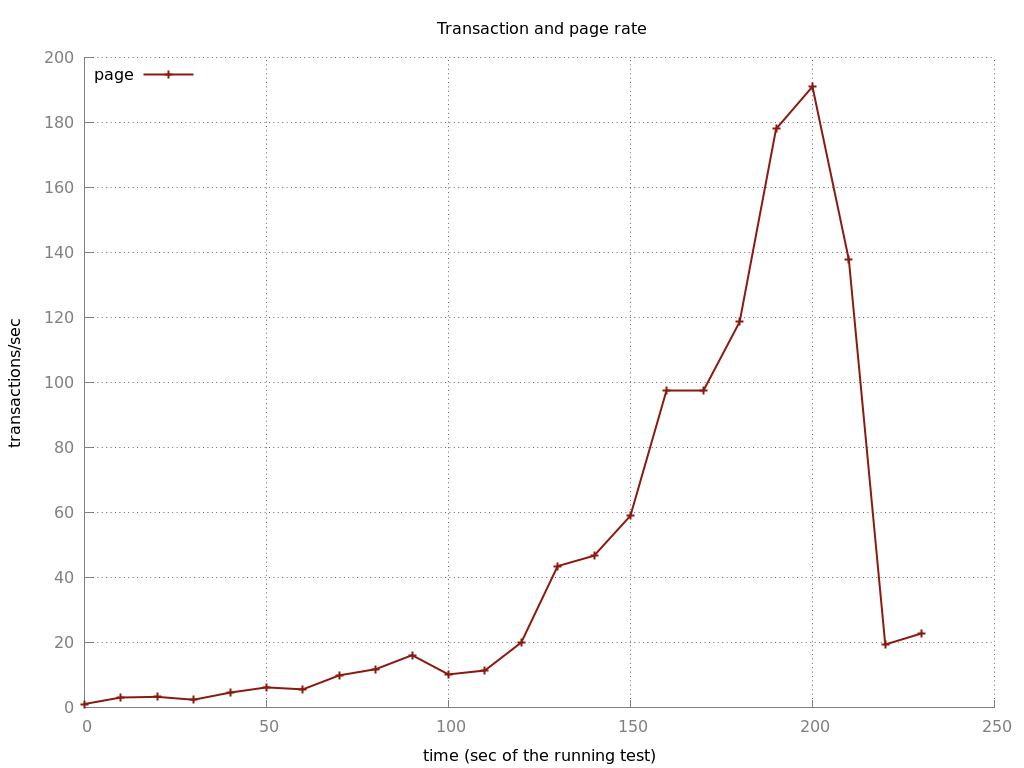 Transaction and page rate
page
200
180
160
140
120
100
80
60
40
20
0
transactions/sec
0 50 100 150 200 250
time (sec of the running test)